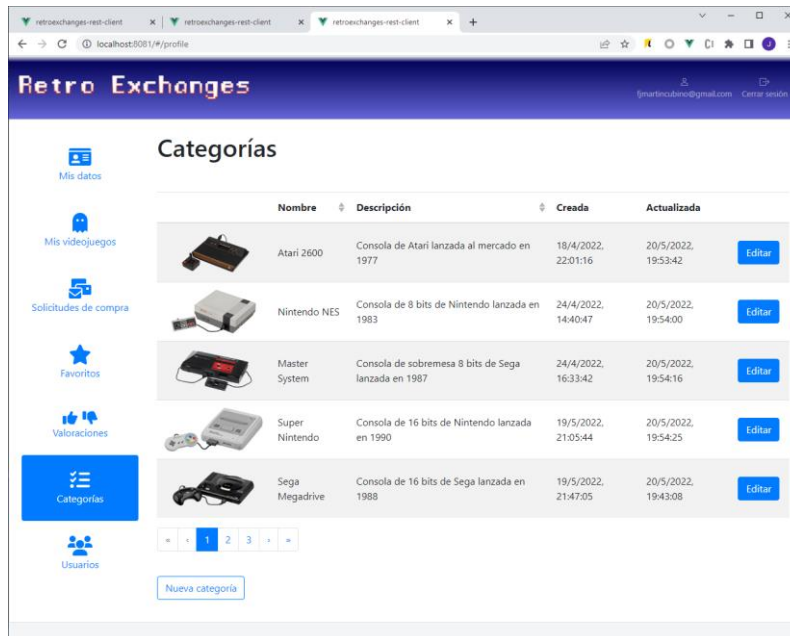 retroexchanges-rest-client
retroexchanges-rest-client
retroexchanges-rest-client
localhost:8081/#/profile
Retro Exchanges
fjmartincubino@gmail.com
Cerrar sesión
Mis datos
Mis videojuegos
Solicitudes de compra
Favoritos
Valoraciones
Categorías
Usuarios
Categorías
Nombre Descripción Creada Actualizada
Atari 2600 Consola de Atari lanzada al mercado en 1977 18/4/2022, 22:01:16 20/5/2022, 19:53:42 Editar
Nintendo NES Consola de 8 bits de Nintendo lanzada en 1983 24/4/2022, 14:40:47 20/5/2022, 19:54:00 Editar
Master System Consola de sobremesa 8 bits de Sega lanzada en 1987 24/4/2022, 16:33:42 20/5/2022, 19:54:16 Editar
Super Nintendo Consola de 16 bits de Nintendo lanzada en 1990 19/5/2022, 21:05:44 20/5/2022, 19:54:25 Editar
Sega Megadrive Consola de 16 bits de Sega lanzada en 1988 19/5/2022, 21:47:05 20/5/2022, 19:43:08 Editar
« ‹ 1 2 3 › »
Nueva categoría